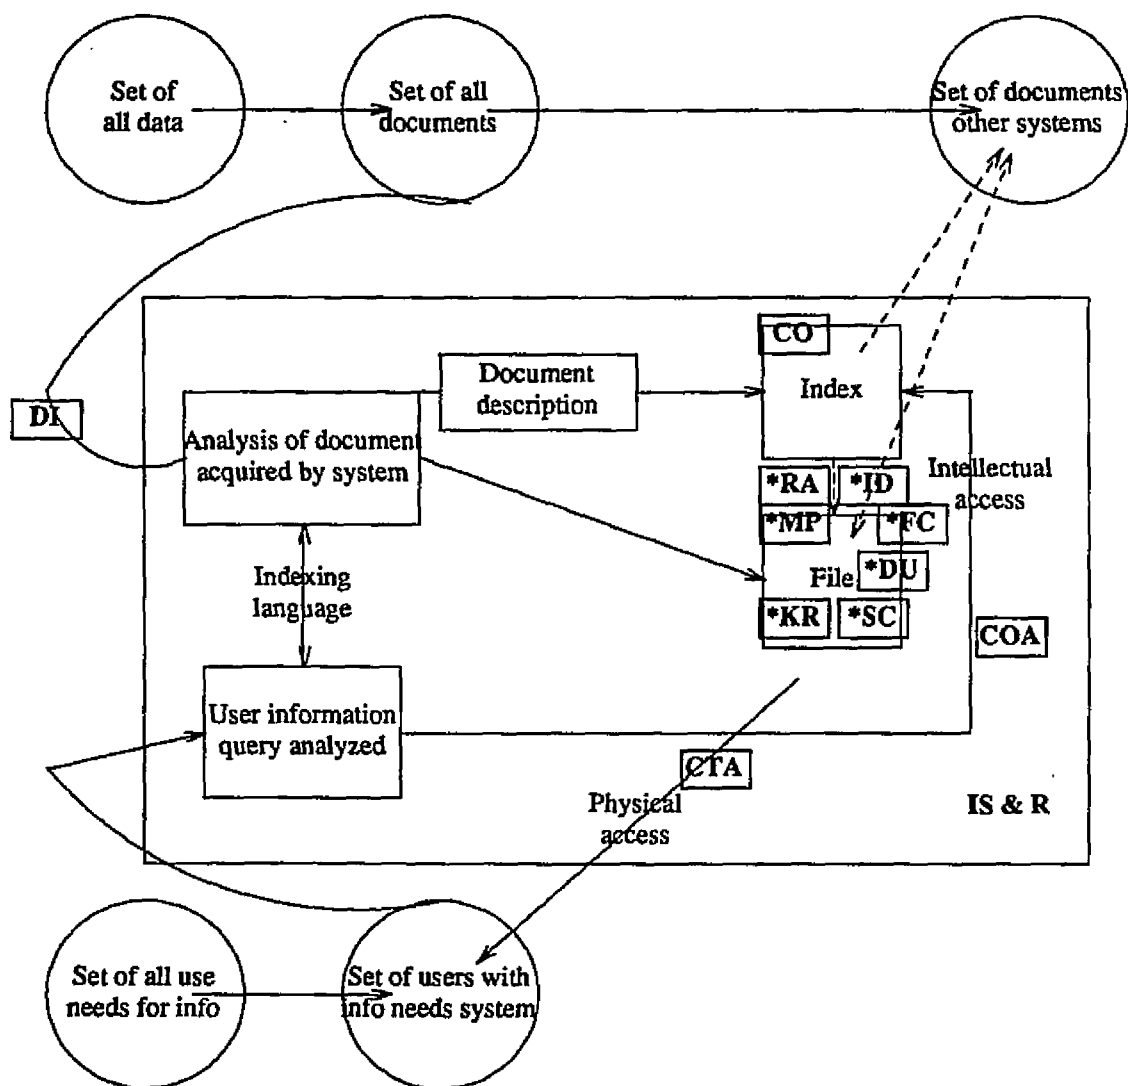 Set of
all data
Set of all
documents
Set of documents
other systems
CO
Index
Document
description
DI
Analysis of document
acquired by system
*RA
*ID
Intellectual
access
*MP
*FC
File
*DU
*KR
*SC
Indexing
language
COA
User information
query analyzed
CTA
Physical
access
IS & R
Set of all use
needs for info
Set of users with
info needs system